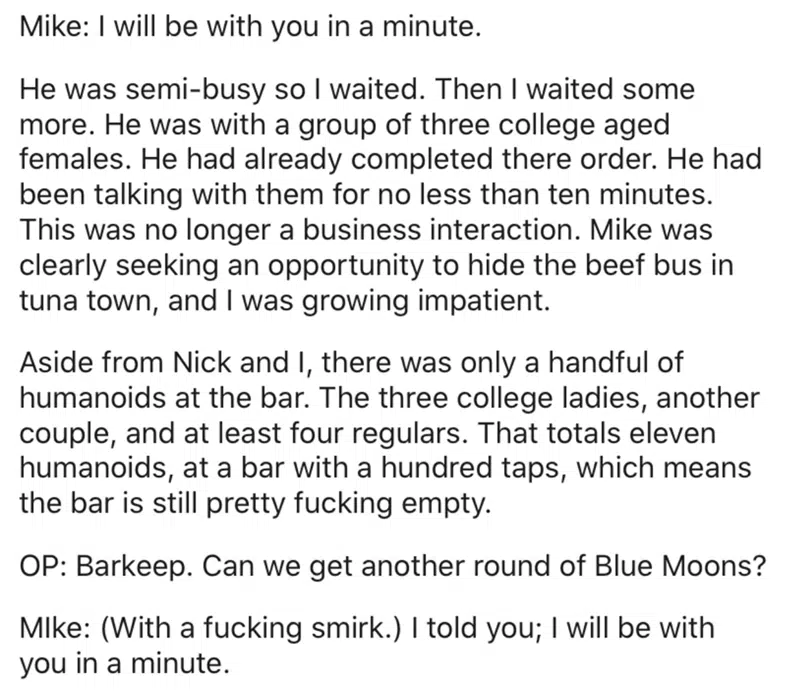 Mike: I will be with you in a minute.
He was semi-busy so I waited. Then I waited some
more. He was with a group of three college aged
females. He had already completed there order. He had
been talking with them for no less than ten minutes.
This was no longer a business interaction. Mike was
clearly seeking an opportunity to hide the beef bus in
tuna town, and I was growing impatient.
Aside from Nick and I, there was only a handful of
humanoids at the bar. The three college ladies, another
couple, and at least four regulars. That totals eleven
humanoids, at a bar with a hundred taps, which means
the bar is still pretty fucking empty.
OP: Barkeep. Can we get another round of Blue Moons?
MIke: (With a fucking smirk.) I told you; I will be with
you in a minute.